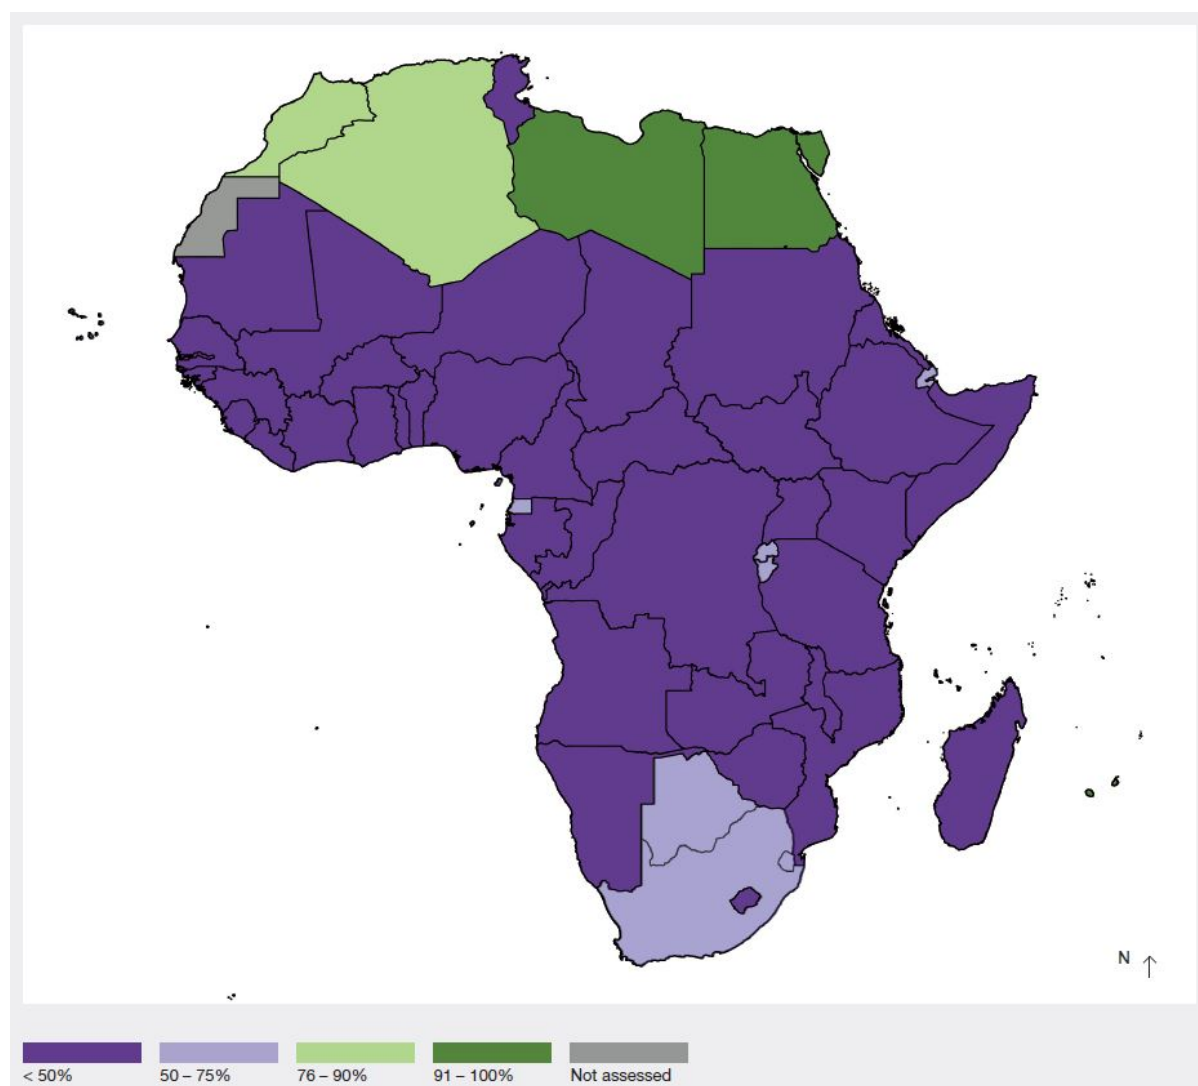 N
< 50%
50 – 75%
76 – 90%
91 – 100%
Not assessed